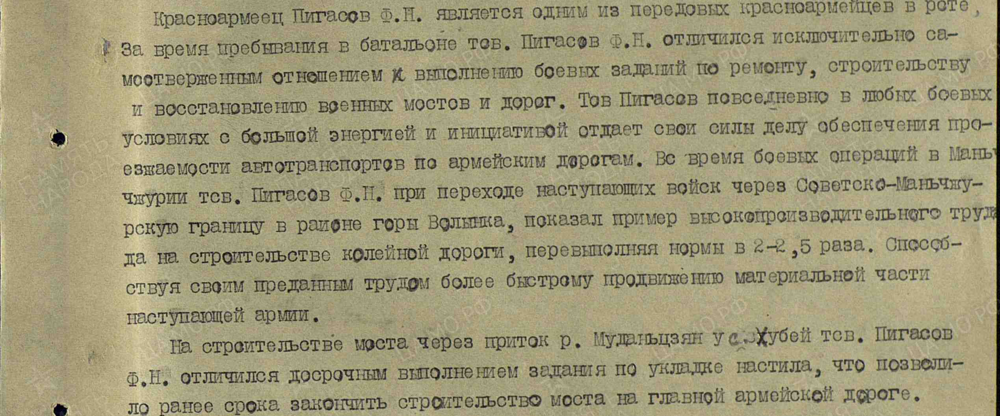 Красноармеец Пигасов Ф.Н. является одним из передовых красноармейцев в роте,
За время пребывания в батальоне тов. Пигасов Ф.Н. отличился исключительно са-
моотверженным отношением к выполнению боевых заданий по ремонту, строительству
и восстановлению военных мостов и дорог. Тов Пигасов повседневно в любых боевых
условиях с большой энергией и инициативой отдает свои силы делу обеспечения про-
езжаемости автотранспортов по армейским дорогам. Во время боевых операций в Мань
чжурии тов. Пигасов Ф.Н. при переходе наступающих войск через Советско-Маньчжу-
рскую границу в раионе горы Волынка, показал пример высокопроизводительного труда
да на строительстве колейной дороги, перевыполняя нормы в 2-2,5 раза. Способ-
ствуя своим преданным трудом более быстрому продвижению материальной части
наступающей армии.
На строительстве моста через приток р. Муданьцзян у Хубей тов. Пигасов
Ф.Н. отличился досрочным выполнением задания по укладке настила, что позволи-
ло ранее срока закончить строительство моста на главной армейской дороге.